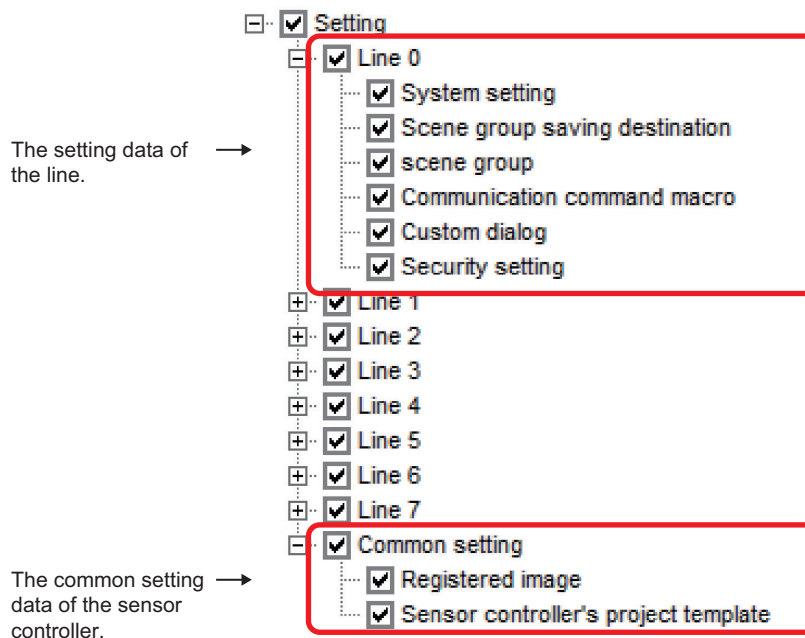 Setting
Line 0
System setting
Scene group saving destination
scene group
Communication command macro
Custom dialog
Security setting
The setting data of
the line.
Line 1
Line 2
Line 3
Line 4
Line 5
Line 6
Line 7
Common setting
Registered image
Sensor controller's project template
The common setting
data of the sensor
controller.